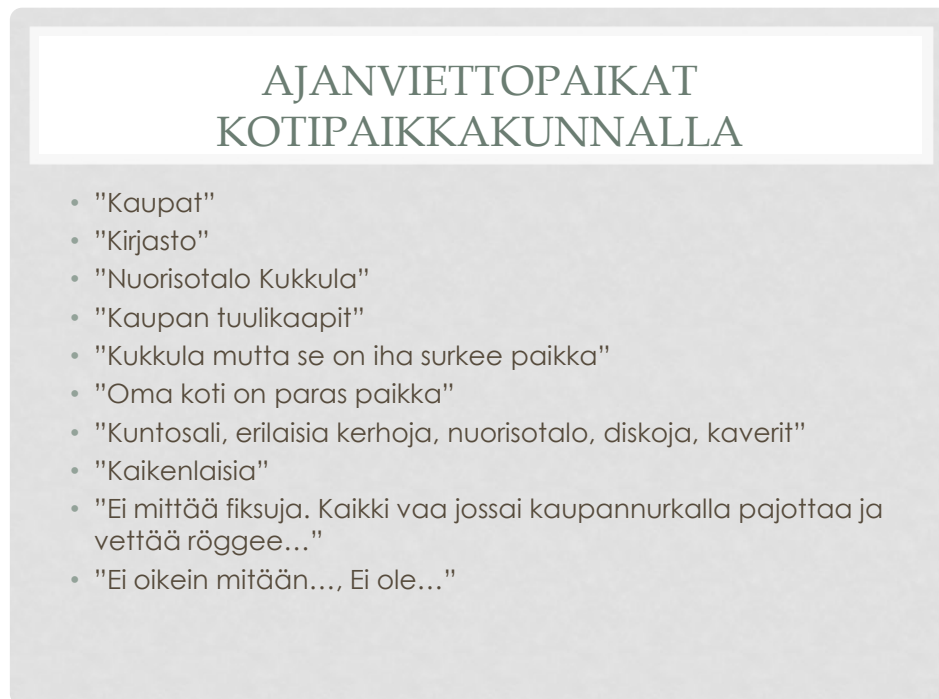 AJANVIETTOPAIKAT
KOTIPAIKKAKUNNALLA
• ”Kaupat”
• ”Kirjasto”
• ”Nuorisotalo Kukkula”
• ”Kaupan tuulikaapit”
• ”Kukkula mutta se on iha surkee paikka”
• ”Oma koti on paras paikka”
• ”Kuntosali, erilaisia kerhoja, nuorisotalo, diskoja, kaverit”
• ”Kaikenlaisia”
• ”Ei mittää fiksuja. Kaikki vaa jossai kaupannurkalla pajottaa ja
vettää röggee…”
• ”Ei oikein mitään…, Ei ole…”